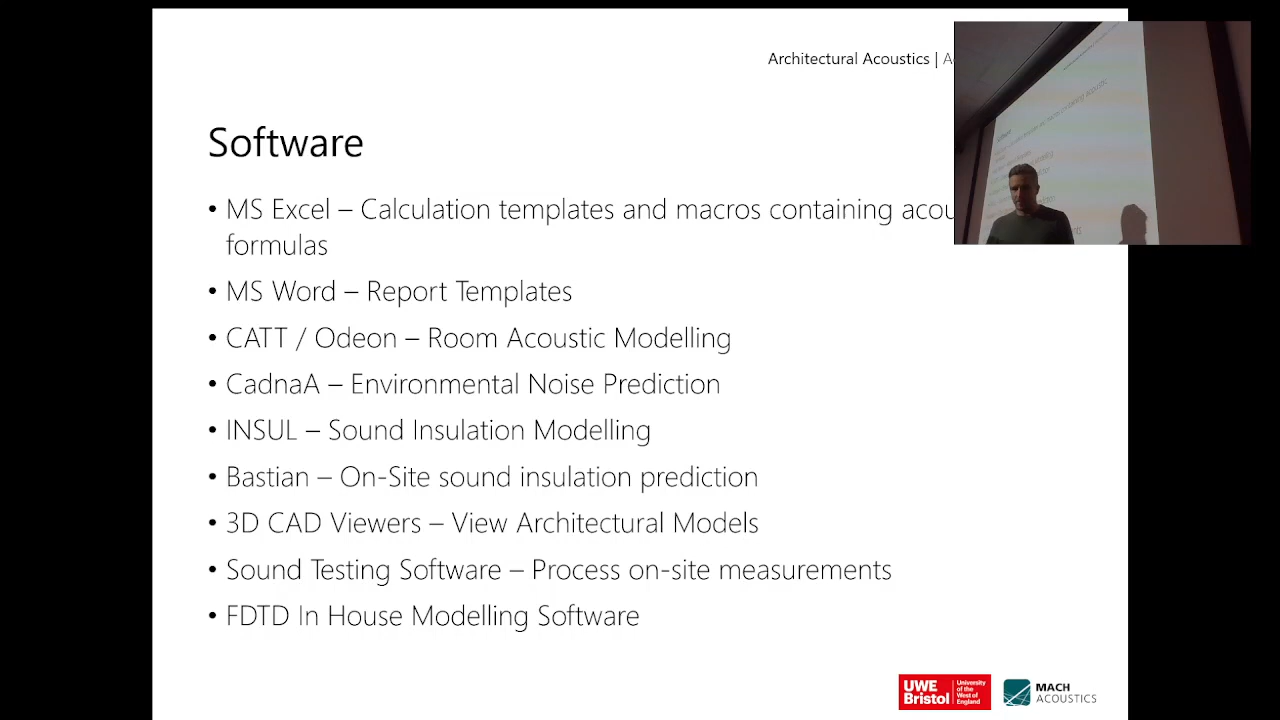 Architectural Acoustics |
Software
• MS Excel – Calculation templates and macros containing
formulas
• MS Word – Report Templates
• CATT / Odeon – Room Acoustic Modelling
• CadnaA – Environmental Noise Prediction
• INSUL – Sound Insulation Modelling
• Bastian – On-Site sound insulation prediction
• 3D CAD Viewers – View Architectural Models
• Sound Testing Software – Process on-site measurements
• FDTD In House Modelling Software
UWE
Bristol
University
of the
West of
England
MACH
ACOUSTICS